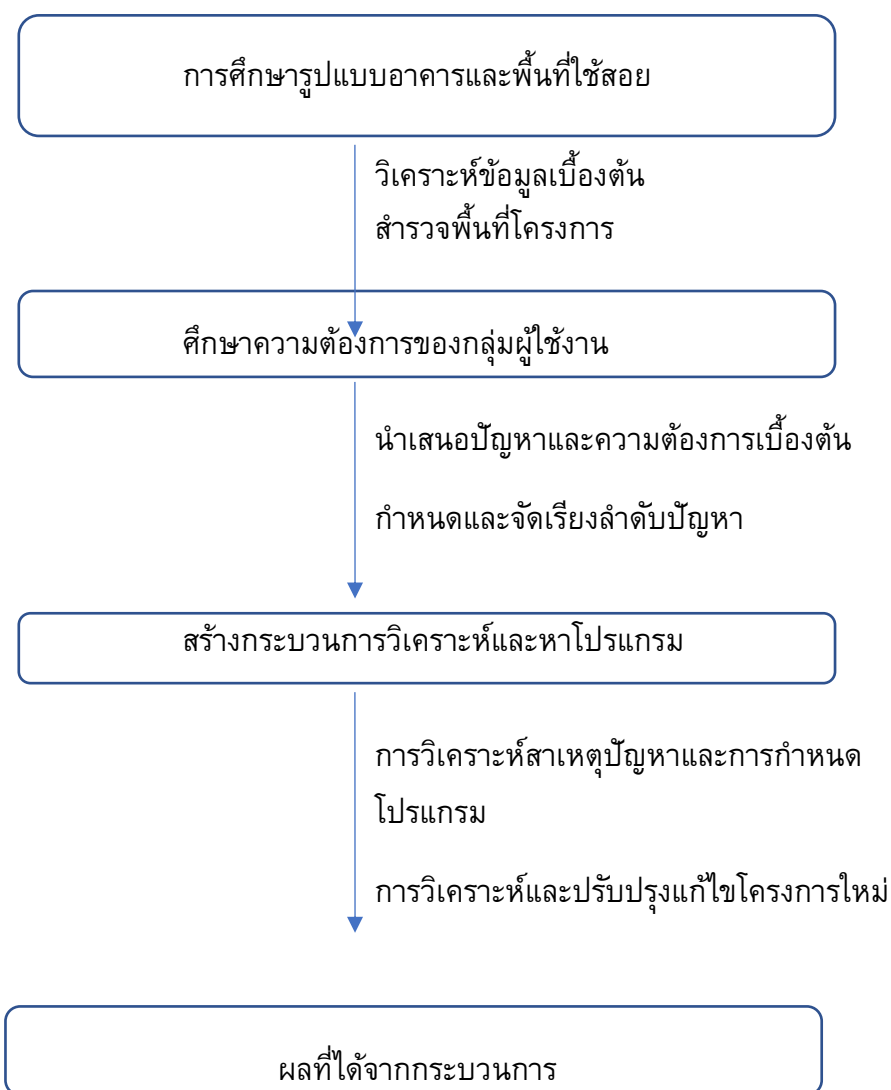 การศึกษารูปแบบอาคารและพื้นที่ใช้สอย
วิเคราะห์ข้อมูลเบื้องต้น
สำรวจพื้นที่โครงการ
ศึกษาความต้องการของกลุ่มผู้ใช้งาน
นำเสนอปัญหาและความต้องการเบื้องต้น
กำหนดและจัดเรียงลำดับปัญหา
สร้างกระบวนการวิเคราะห์และหาโปรแกรม
การวิเคราะห์สาเหตุปัญหาและการกำหนด
โปรแกรม
การวิเคราะห์และปรับปรุงแก้ไขโครงการใหม่
ผลที่ได้จากกระบวนการ